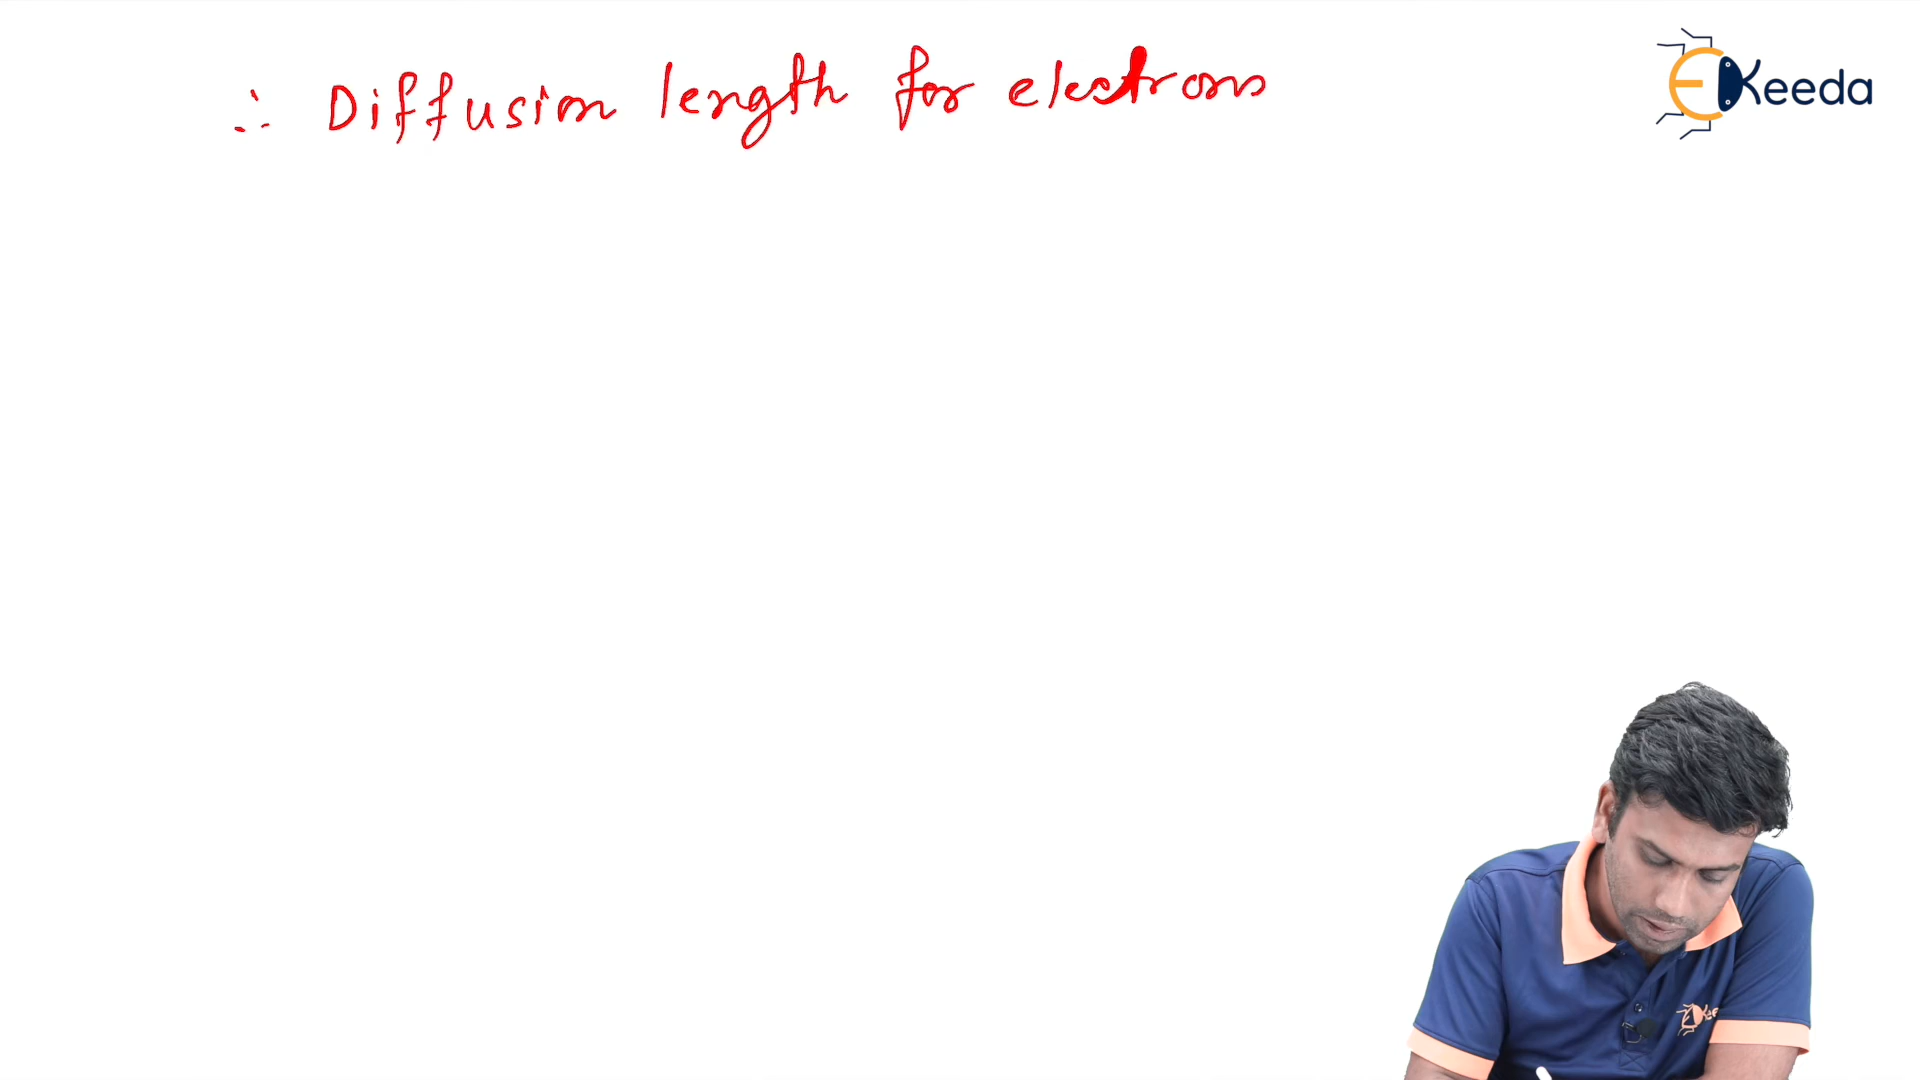 ∴ Diffusion length for electrons
EKeeda